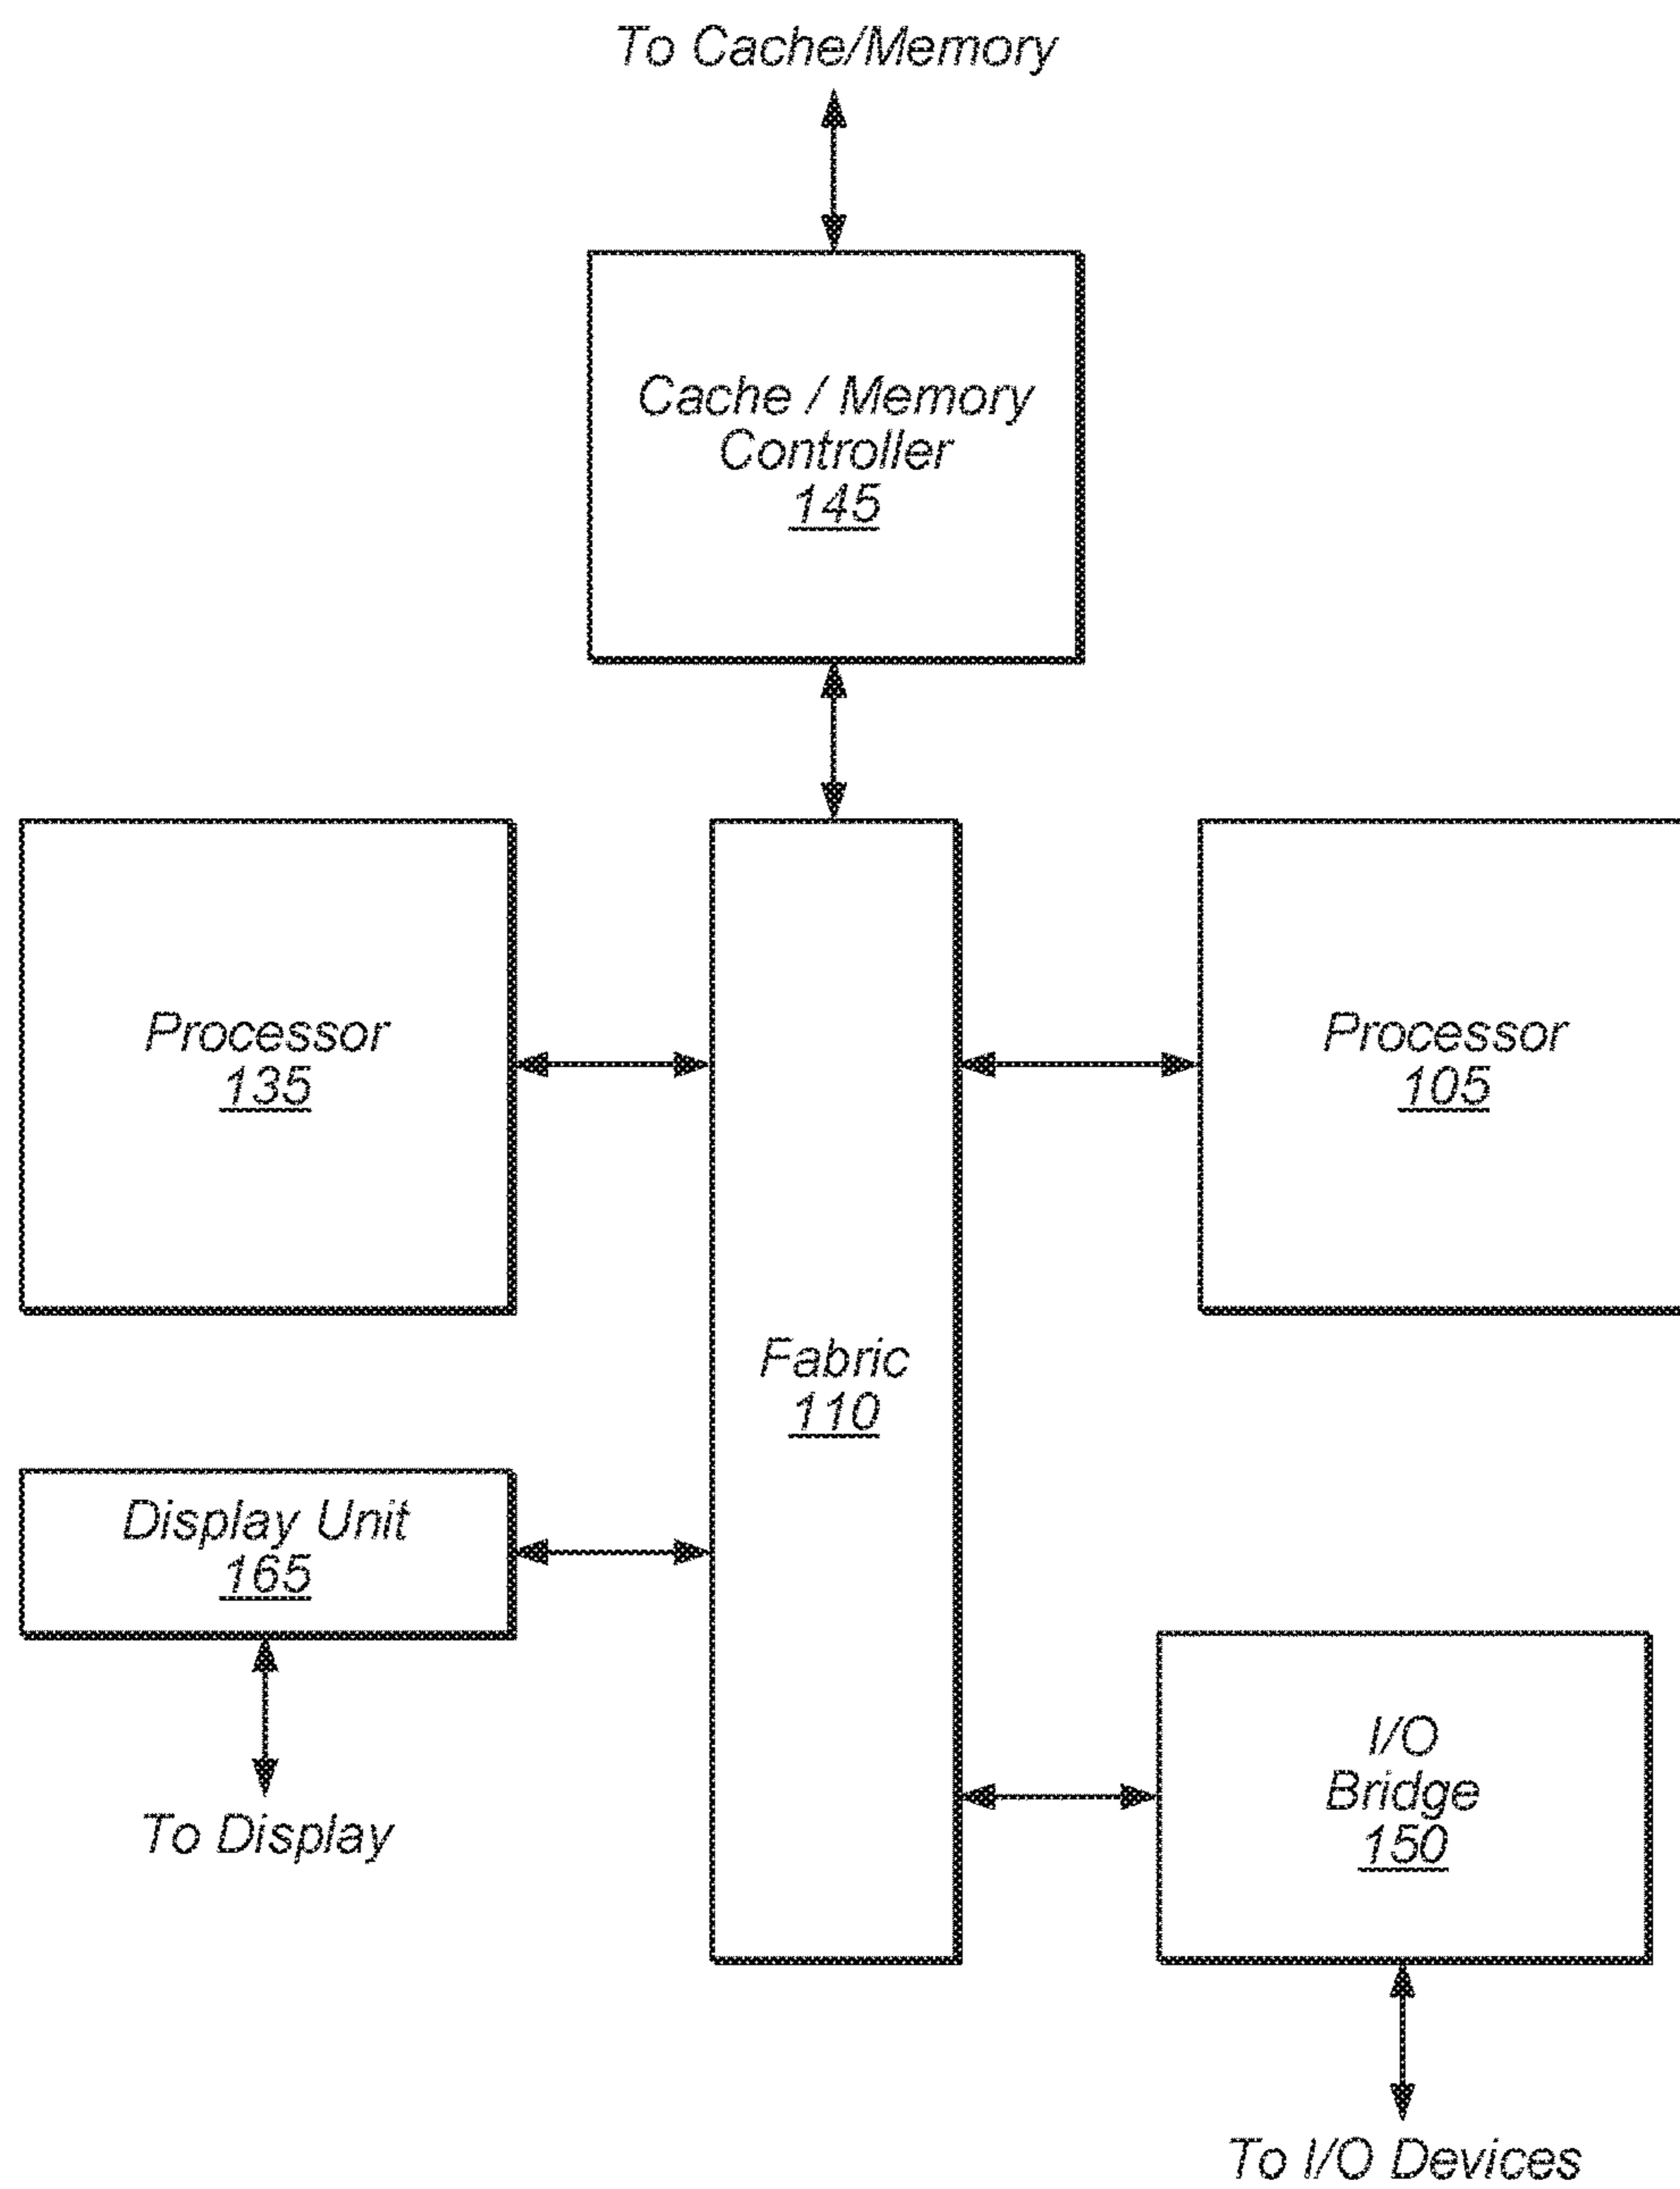 To Cache/Memory
Cache / Memory
Controller
145
Processor
135
Processor
105
Fabric
110
Display Unit
165
To Display
I/O
Bridge
150
To I/O Devices